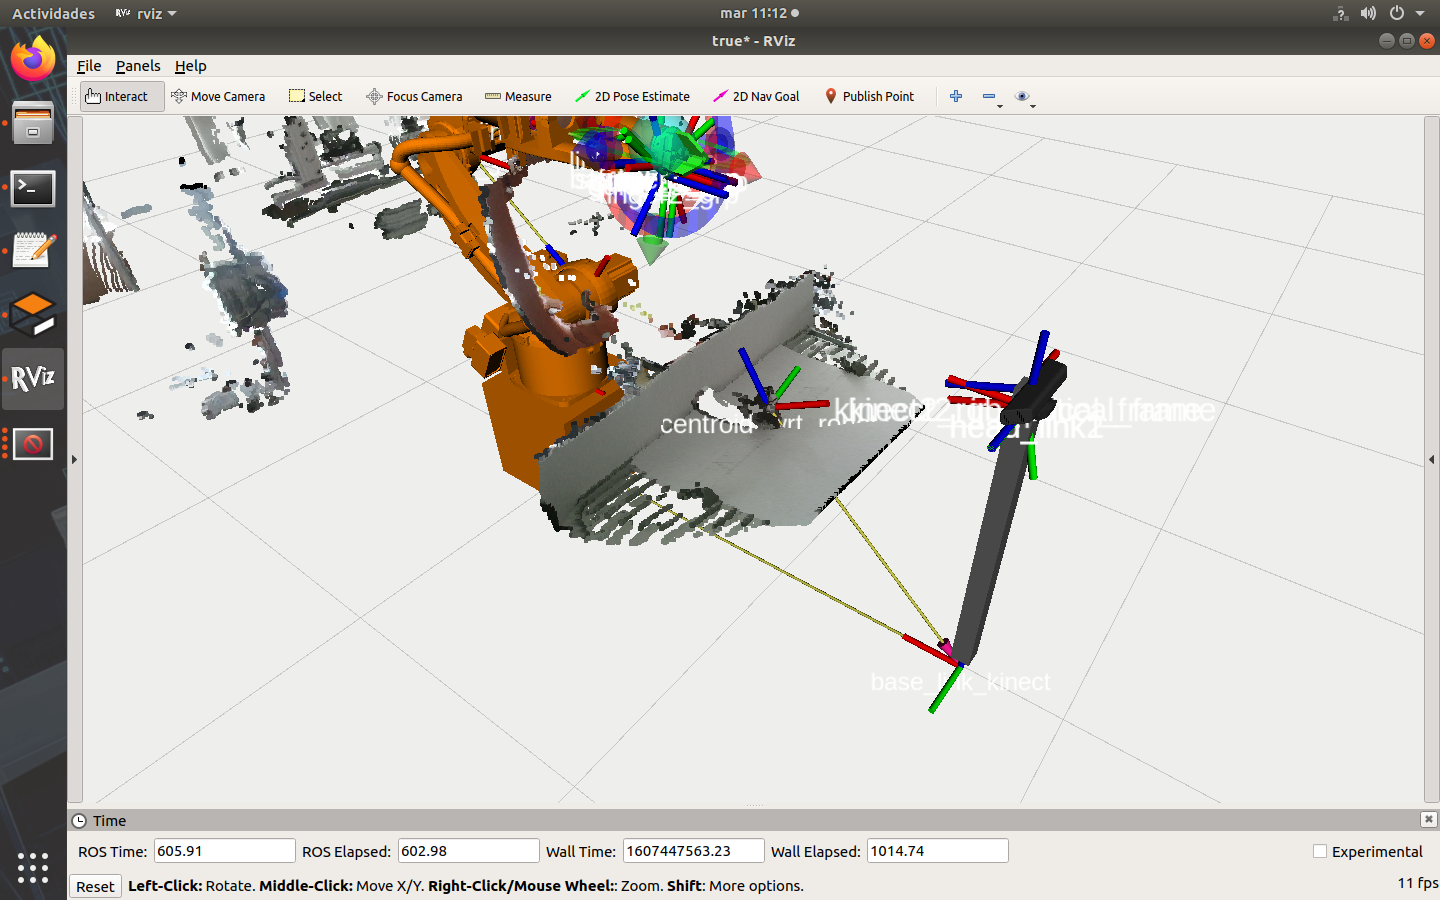 Actividades
RViz rviz
mar 11:12
true* - RViz
File Panels Help
Interact Move Camera Select Focus Camera Measure 2D Pose Estimate 2D Nav Goal Publish Point
RViz
centroid
base_link_kinect
Time
ROS Time: 605.91 ROS Elapsed: 602.98 Wall Time: 1607447563.23 Wall Elapsed: 1014.74 Experimental
Reset Left-Click: Rotate. Middle-Click: Move X/Y. Right-Click/Mouse Wheel:: Zoom. Shift: More options. 11 fps